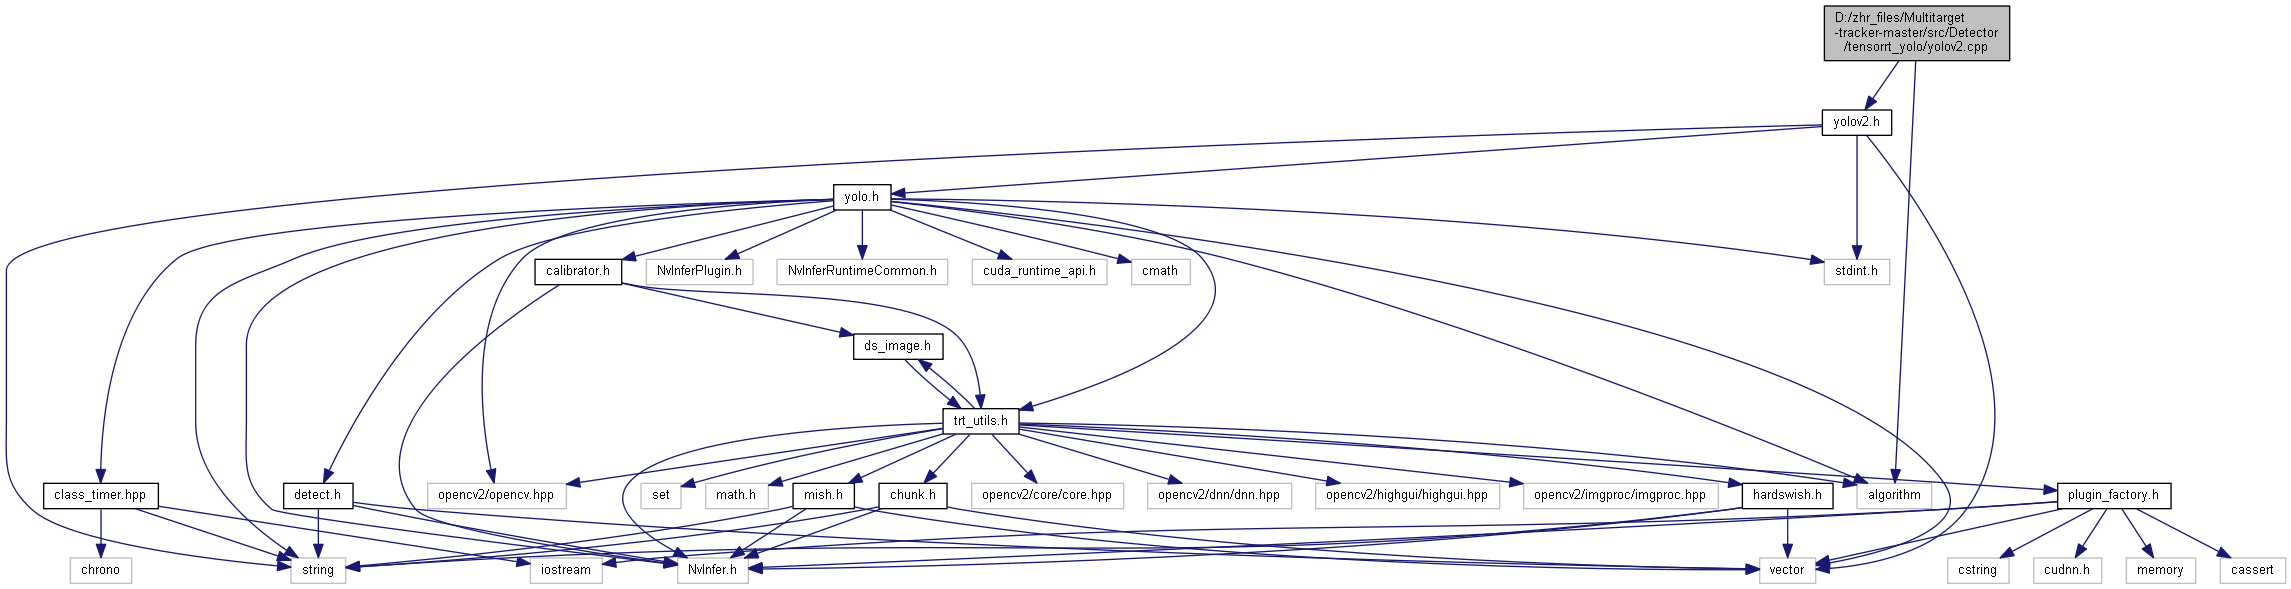 D:/zhr_files/Multitarget
-tracker-master/src/Detector
/tensorrt_yolo/yolov2.cpp
yolov2.h
yolo.h
calibrator.h
NvInferPlugin.h
NvInferRuntimeCommon.h
cuda_runtime_api.h
cmath
stdint.h
ds_image.h
trt_utils.h
class_timer.hpp
detect.h
opencv2/opencv.hpp
set
math.h
mish.h
chunk.h
opencv2/core/core.hpp
opencv2/dnn/dnn.hpp
opencv2/highgui/highgui.hpp
opencv2/imgproc/imgproc.hpp
hardswish.h
algorithm
plugin_factory.h
chrono
string
iostream
NvInfer.h
vector
cstring
cudnn.h
memory
cassert